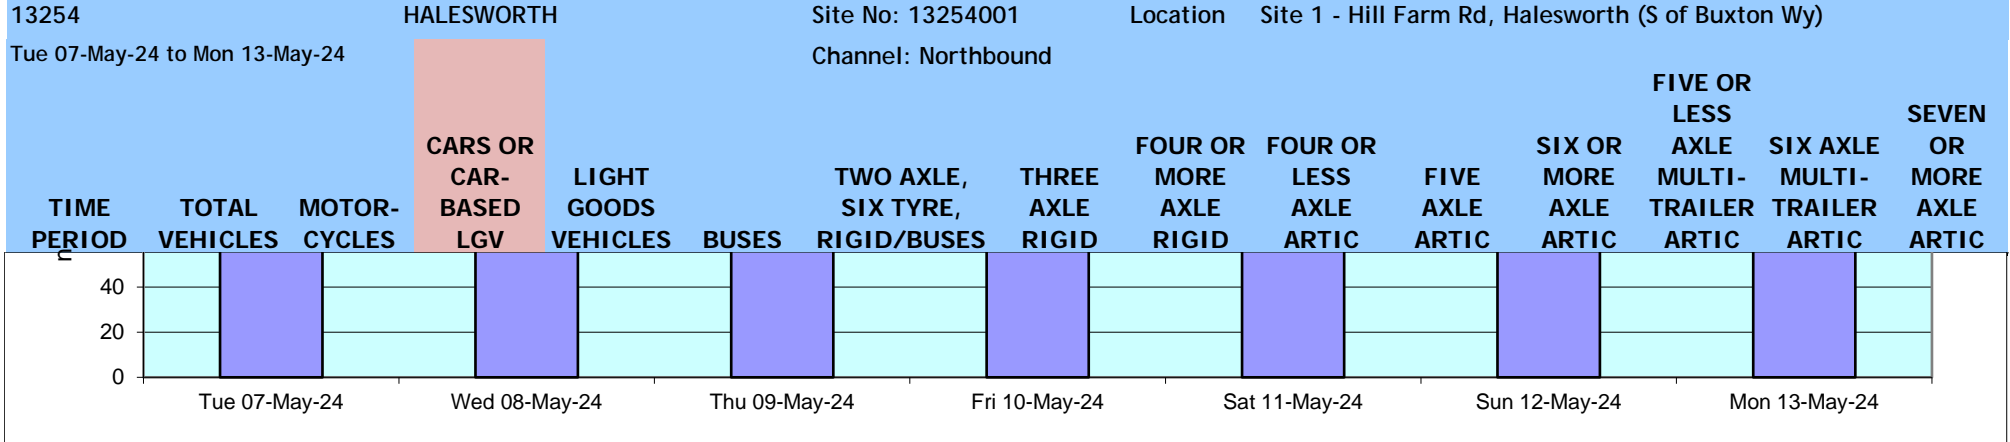 13254 HALESWORTH Site No: 13254001 Location Site 1 - Hill Farm Rd, Halesworth (S of Buxton Wy)
Tue 07-May-24 to Mon 13-May-24 Channel: Northbound
TIME
PERIOD
TOTAL
VEHICLES
MOTOR-
CYCLES
CARS OR
CAR-
BASED
LGV
LIGHT
GOODS
VEHICLES
BUSES
TWO AXLE,
SIX TYRE,
RIGID/BUSES
THREE
AXLE
RIGID
FOUR OR
MORE
AXLE
RIGID
FOUR OR
LESS
AXLE
ARTIC
FIVE
AXLE
ARTIC
SIX OR
MORE
AXLE
ARTIC
FIVE OR
LESS
AXLE
MULTI-
TRAILER
ARTIC
SIX AXLE
MULTI-
TRAILER
ARTIC
SEVEN
OR
MORE
AXLE
ARTIC
40
20
0
Tue 07-May-24 Wed 08-May-24 Thu 09-May-24 Fri 10-May-24 Sat 11-May-24 Sun 12-May-24 Mon 13-May-24